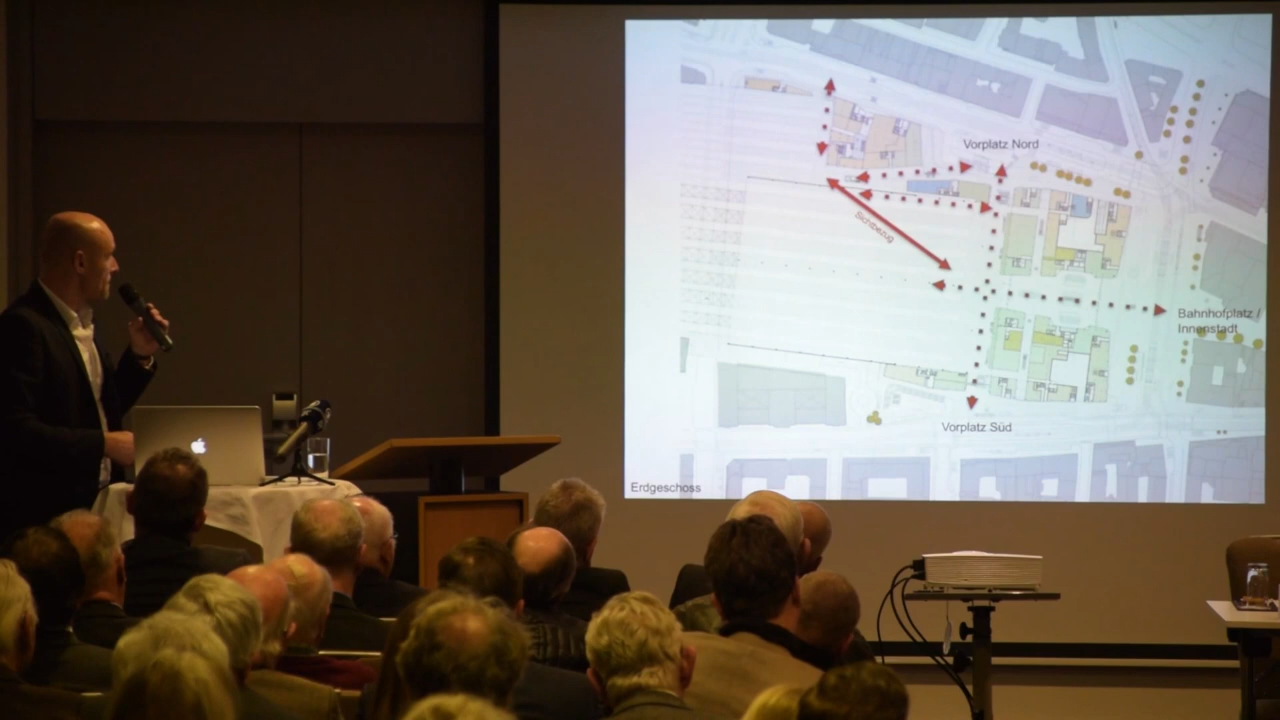 Vorplatz Nord
Sichtbezug
Bahnhofplatz /
Innenstadt
Vorplatz Süd
Erdgeschoss